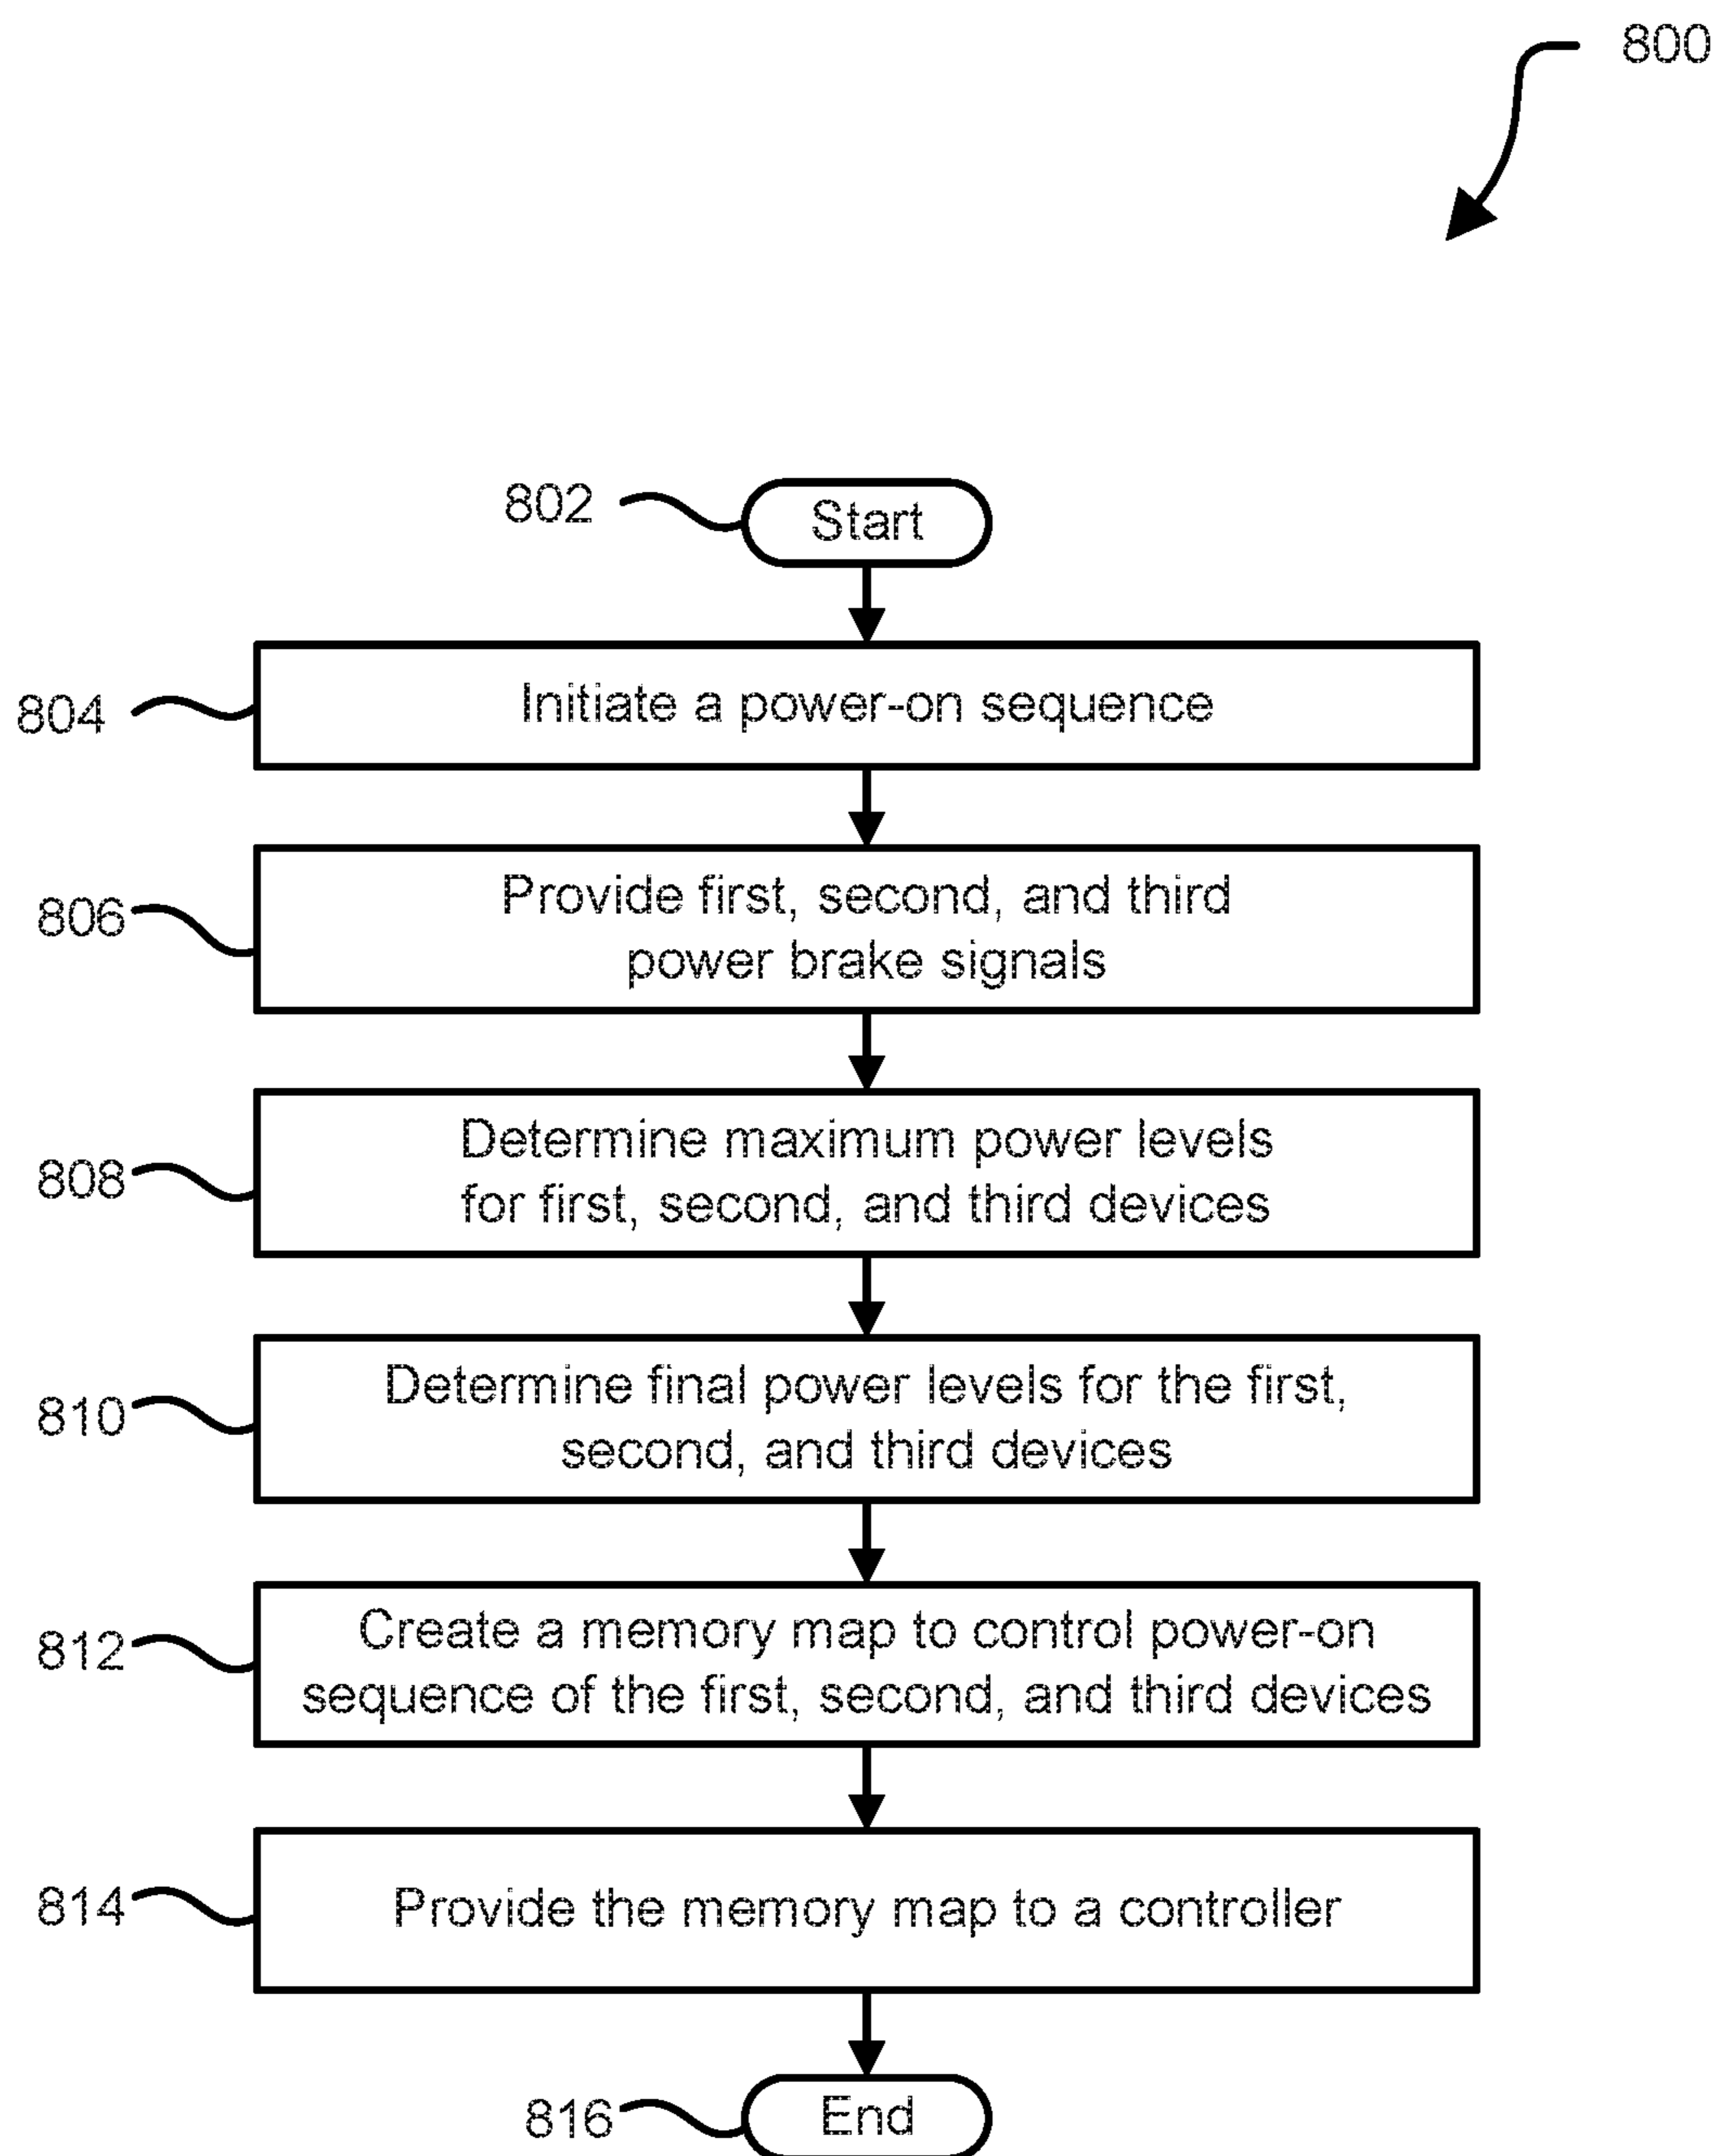 800
802
Start
804
Initiate a power-on sequence
806
Provide first, second, and third
power brake signals
808
Determine maximum power levels
for first, second, and third devices
810
Determine final power levels for the first,
second, and third devices
812
Create a memory map to control power-on
sequence of the first, second, and third devices
814
Provide the memory map to a controller
816
End